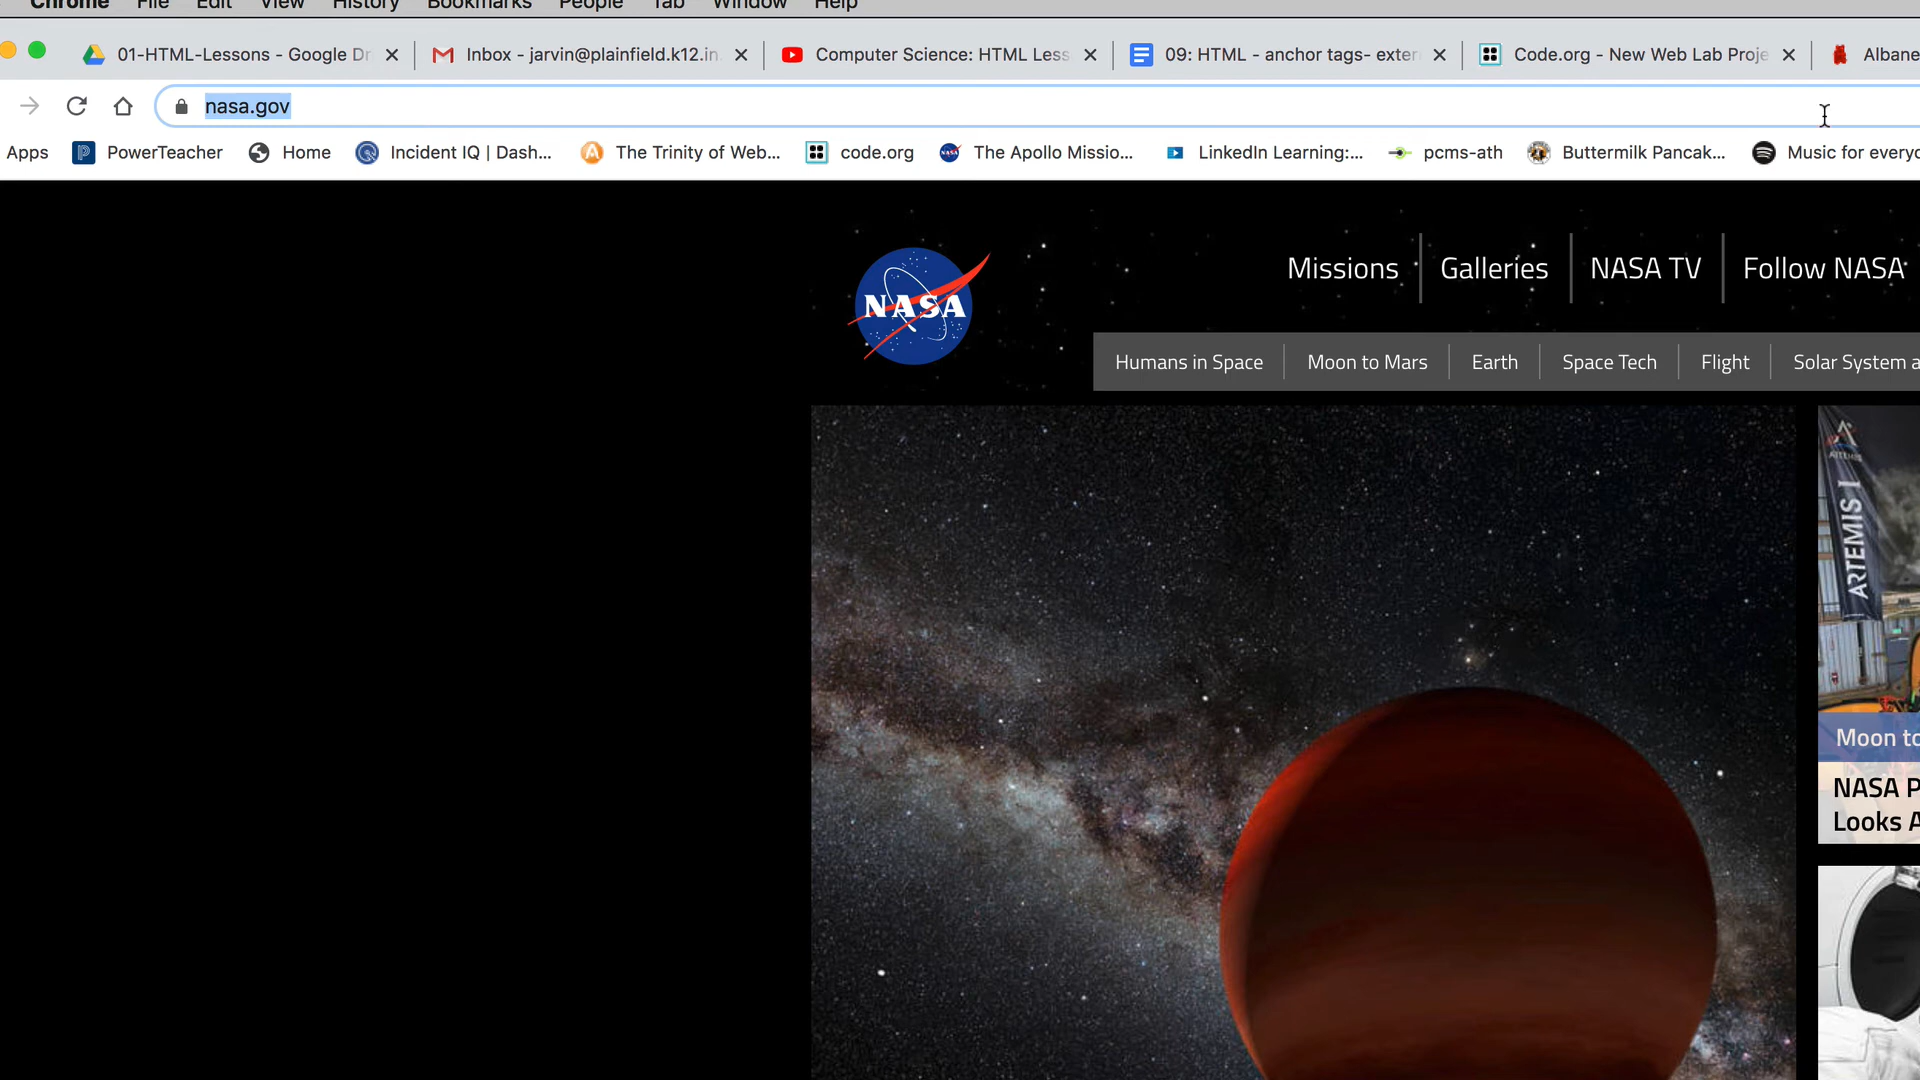 Chrome File Edit View History Bookmarks People Tab Window Help
01-HTML-Lessons - Google Dr Inbox - jarvin@plainfield.k12.in. Computer Science: HTML Less 09: HTML - anchor tags- exter Code.org - New Web Lab Proje Albane
nasa.gov
Apps PowerTeacher Home Incident IQ | Dash... The Trinity of Web... code.org The Apollo Missio... LinkedIn Learning:... pcms-ath Buttermilk Pancak... Music for everyo
NASA
Missions Galleries NASA TV Follow NASA
Humans in Space Moon to Mars Earth Space Tech Flight Solar System a
ARTEMIS
ARTEMIS I
Moon to
NASA P
Looks A